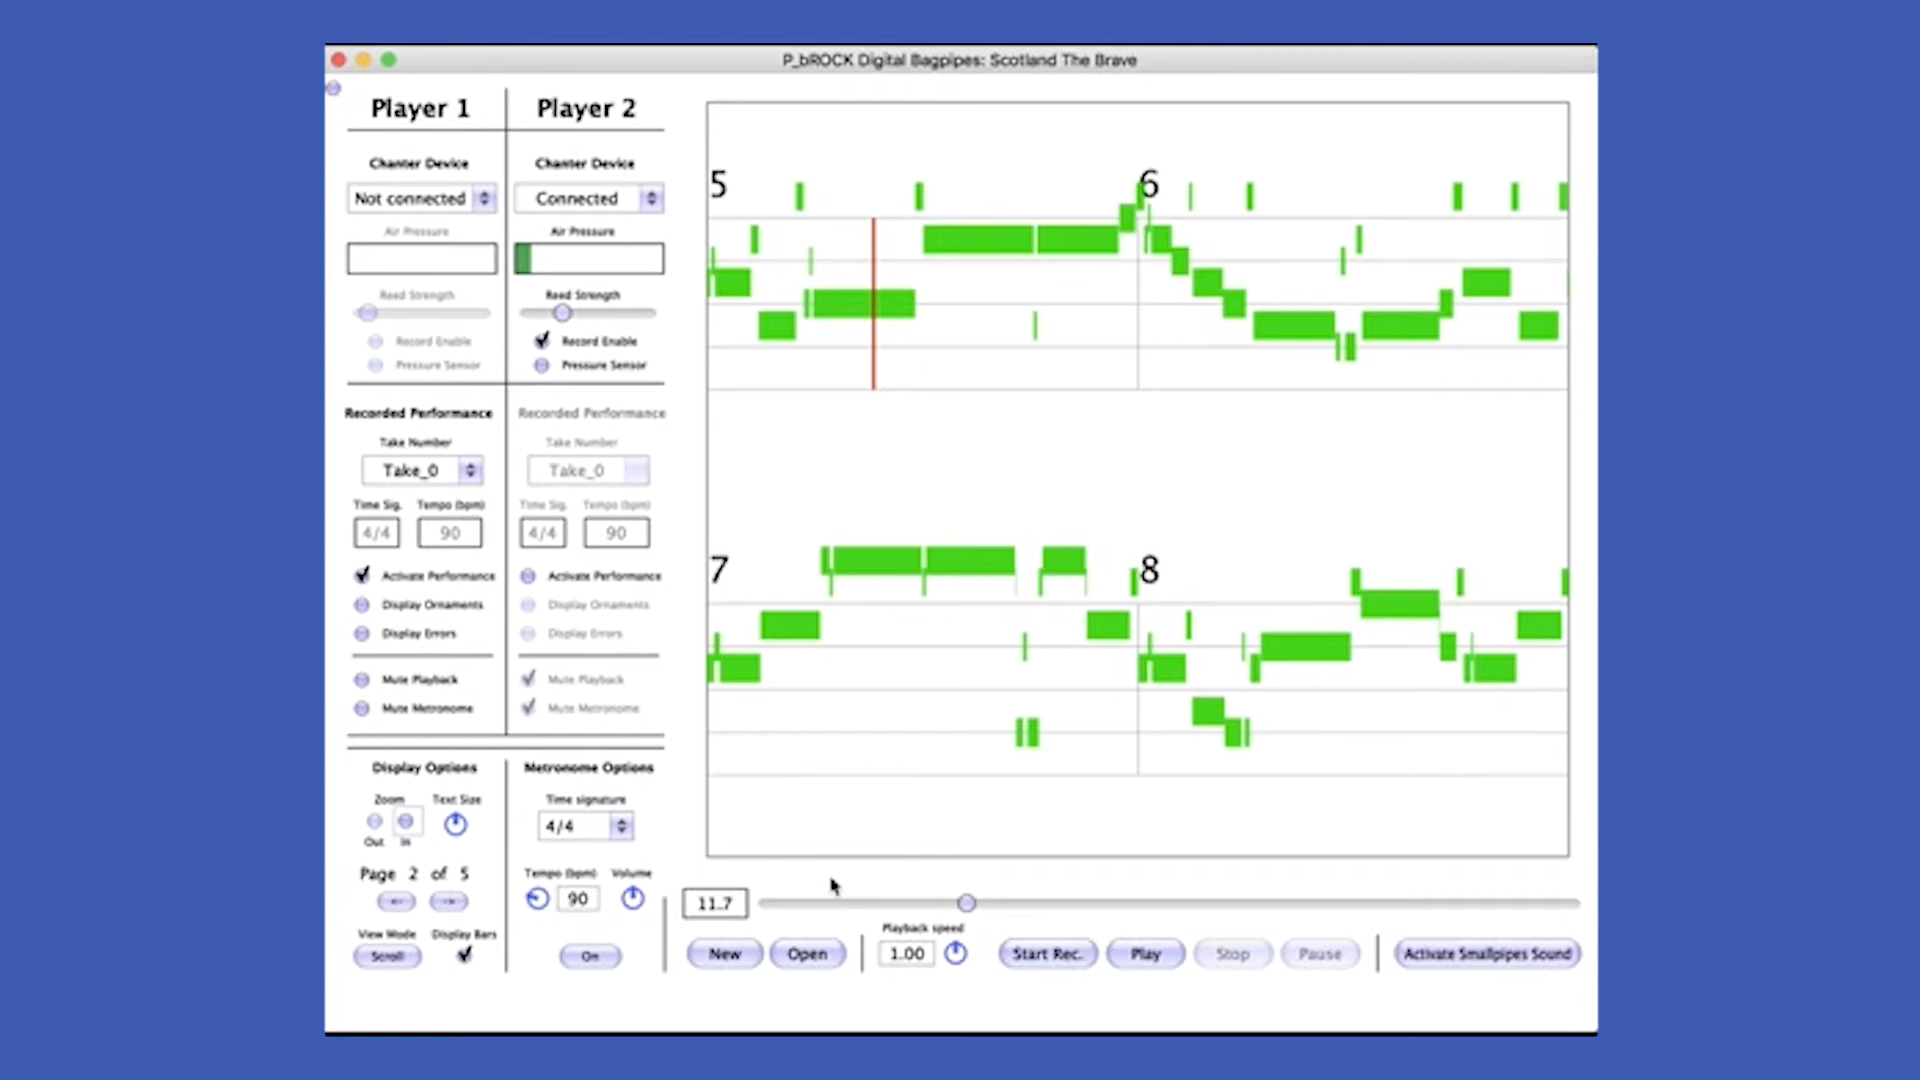 P_bROCK Digital Bagpipes: Scotland The Brave
Player 1
Player 2
Chanter Device
Chanter Device
Not connected
Connected
Air Pressure
Air Pressure
Reed Strength
Reed Strength
Record Enable
Record Enable
Pressure Sensor
Pressure Sensor
Recorded Performance
Recorded Performance
Take Number
Take Number
Take_0
Take_0
Time Sig.
Tempo (bpm)
Time Sig.
Tempo (bpm)
4/4
90
4/4
90
Activate Performance
Activate Performance
Display Ornaments
Display Ornaments
Display Errors
Display Errors
Mute Playback
Mute Playback
Mute Metronome
Mute Metronome
Display Options
Metronome Options
Zoom
Text Size
Out
In
Time signature
4/4
Page 2 of 5
<-
->
Tempo (bpm)
Volume
90
View Mode
Display Bars
Scroll
On
5
6
7
8
11.7
New
Open
Playback speed
1.00
Start Rec.
Play
Stop
Pause
Activate Smallpipes Sound